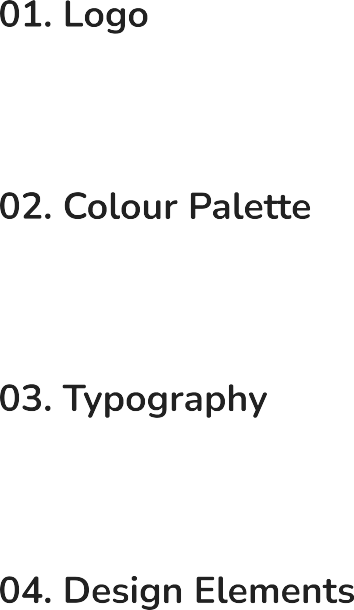 01. Logo
02. Colour Palette
03. Typography
04. Design Elements